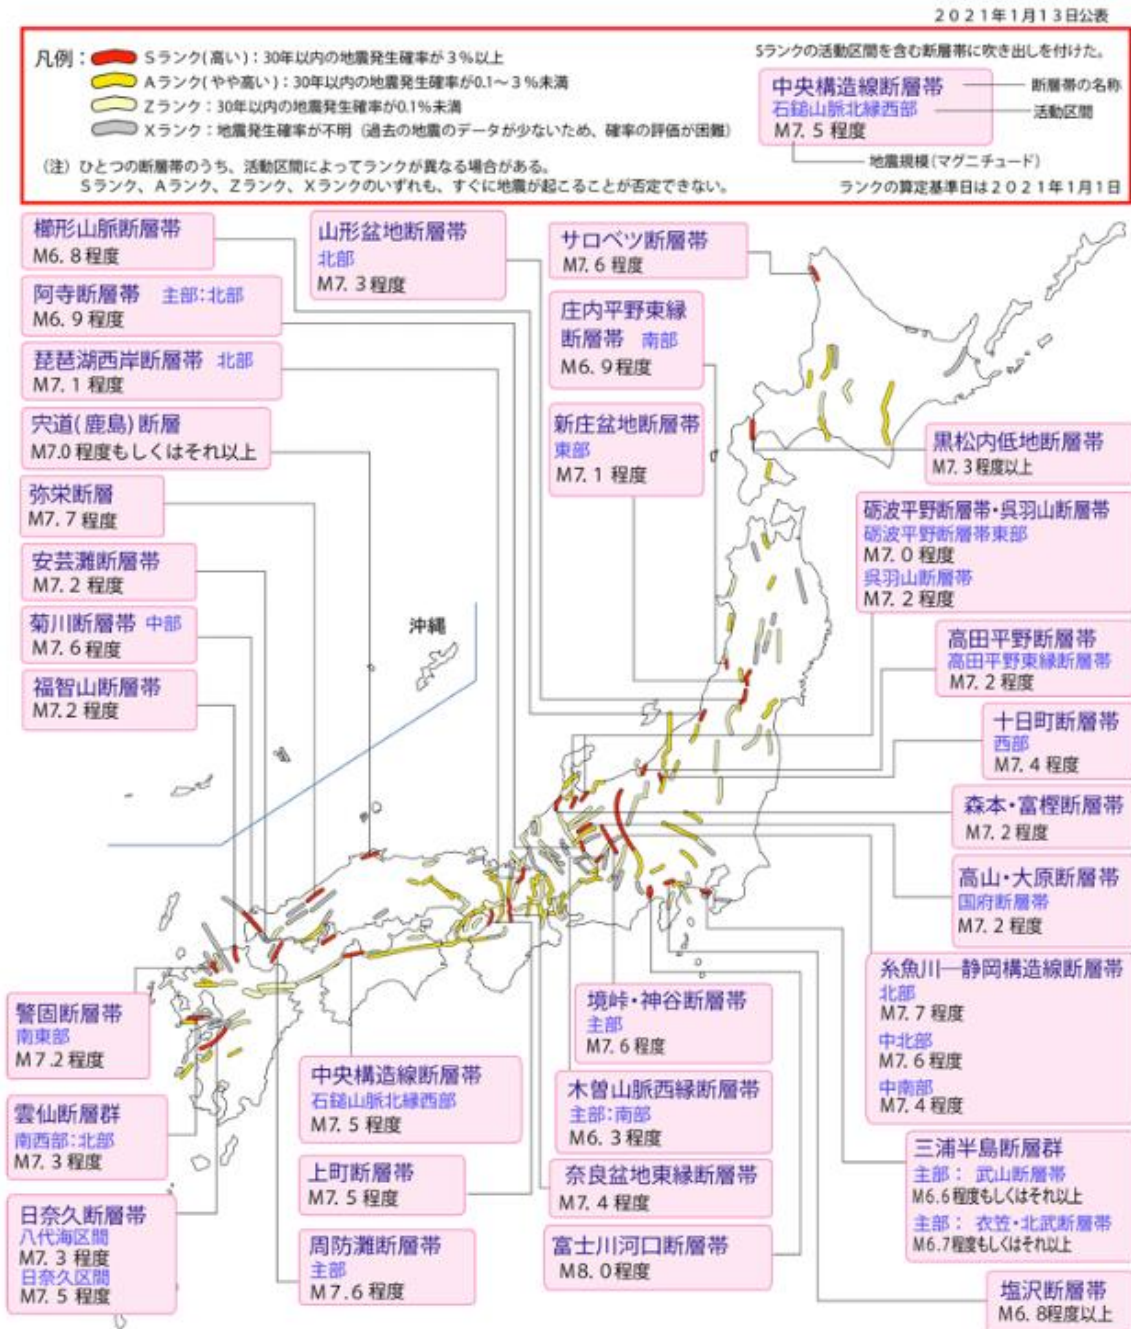 2021年1月13日公表
凡例：
Sランク(高い)：30年以内の地震発生確率が3%以上
Aランク(やや高い)：30年以内の地震発生確率が0.1～3%未満
Zランク：30年以内の地震発生確率が0.1%未満
Xランク：地震発生確率が不明（過去の地震のデータが少ないため、確率の評価が困難）
（注）ひとつの断層帯のうち、活動区間によってランクが異なる場合がある。
Sランク、Aランク、Zランク、Xランクのいずれも、すぐに地震が起こることが否定できない。
Sランクの活動区間を含む断層帯に吹き出しを付けた。
中央構造線断層帯
石鎚山脈北縁西部
M7.5 程度
断層帯の名称
活動区間
地震規模(マグニチュード)
ランクの算定基準日は2021年1月1日
櫛形山脈断層帯
M6.8程度
阿寺断層帯 主部:北部
M6.9程度
琵琶湖西岸断層帯 北部
M7.1程度
宍道(鹿島)断層
M7.0程度もしくはそれ以上
弥栄断層
M7.7 程度
安芸灘断層帯
M7.2 程度
菊川断層帯 中部
M7.6程度
福智山断層帯
M7.2 程度
山形盆地断層帯
北部
M7.3程度
サロベツ断層帯
M7.6 程度
庄内平野東縁
断層帯 南部
M6.9程度
新庄盆地断層帯
東部
M7.1 程度
沖縄
黒松内低地断層帯
M7.3程度以上
砺波平野断層帯・呉羽山断層帯
砺波平野断層帯東部
M7.0 程度
呉羽山断層帯
M7.2 程度
高田平野断層帯
高田平野東縁断層帯
M7.2 程度
十日町断層帯
西部
M7.4 程度
森本・富樫断層帯
M7.2 程度
高山・大原断層帯
国府断層帯
M7.2 程度
糸魚川―静岡構造線断層帯
北部
M7.7 程度
中北部
M7.6 程度
中南部
M7.4 程度
警固断層帯
南東部
M7.2程度
雲仙断層群
南西部:北部
M7.3 程度
日奈久断層帯
八代海区間
M7.3 程度
日奈久区間
M7.5 程度
中央構造線断層帯
石鎚山脈北縁西部
M7.5 程度
上町断層帯
M7.5 程度
周防灘断層帯
主部
M7.6程度
境峠・神谷断層帯
主部
M7.6程度
木曽山脈西縁断層帯
主部:南部
M6.3程度
奈良盆地東縁断層帯
M7.4 程度
富士川河口断層帯
M8.0程度
三浦半島断層群
主部： 武山断層帯
M6.6程度もしくはそれ以上
主部： 衣笠・北武断層帯
M6.7程度もしくはそれ以上
塩沢断層帯
M6.8程度以上